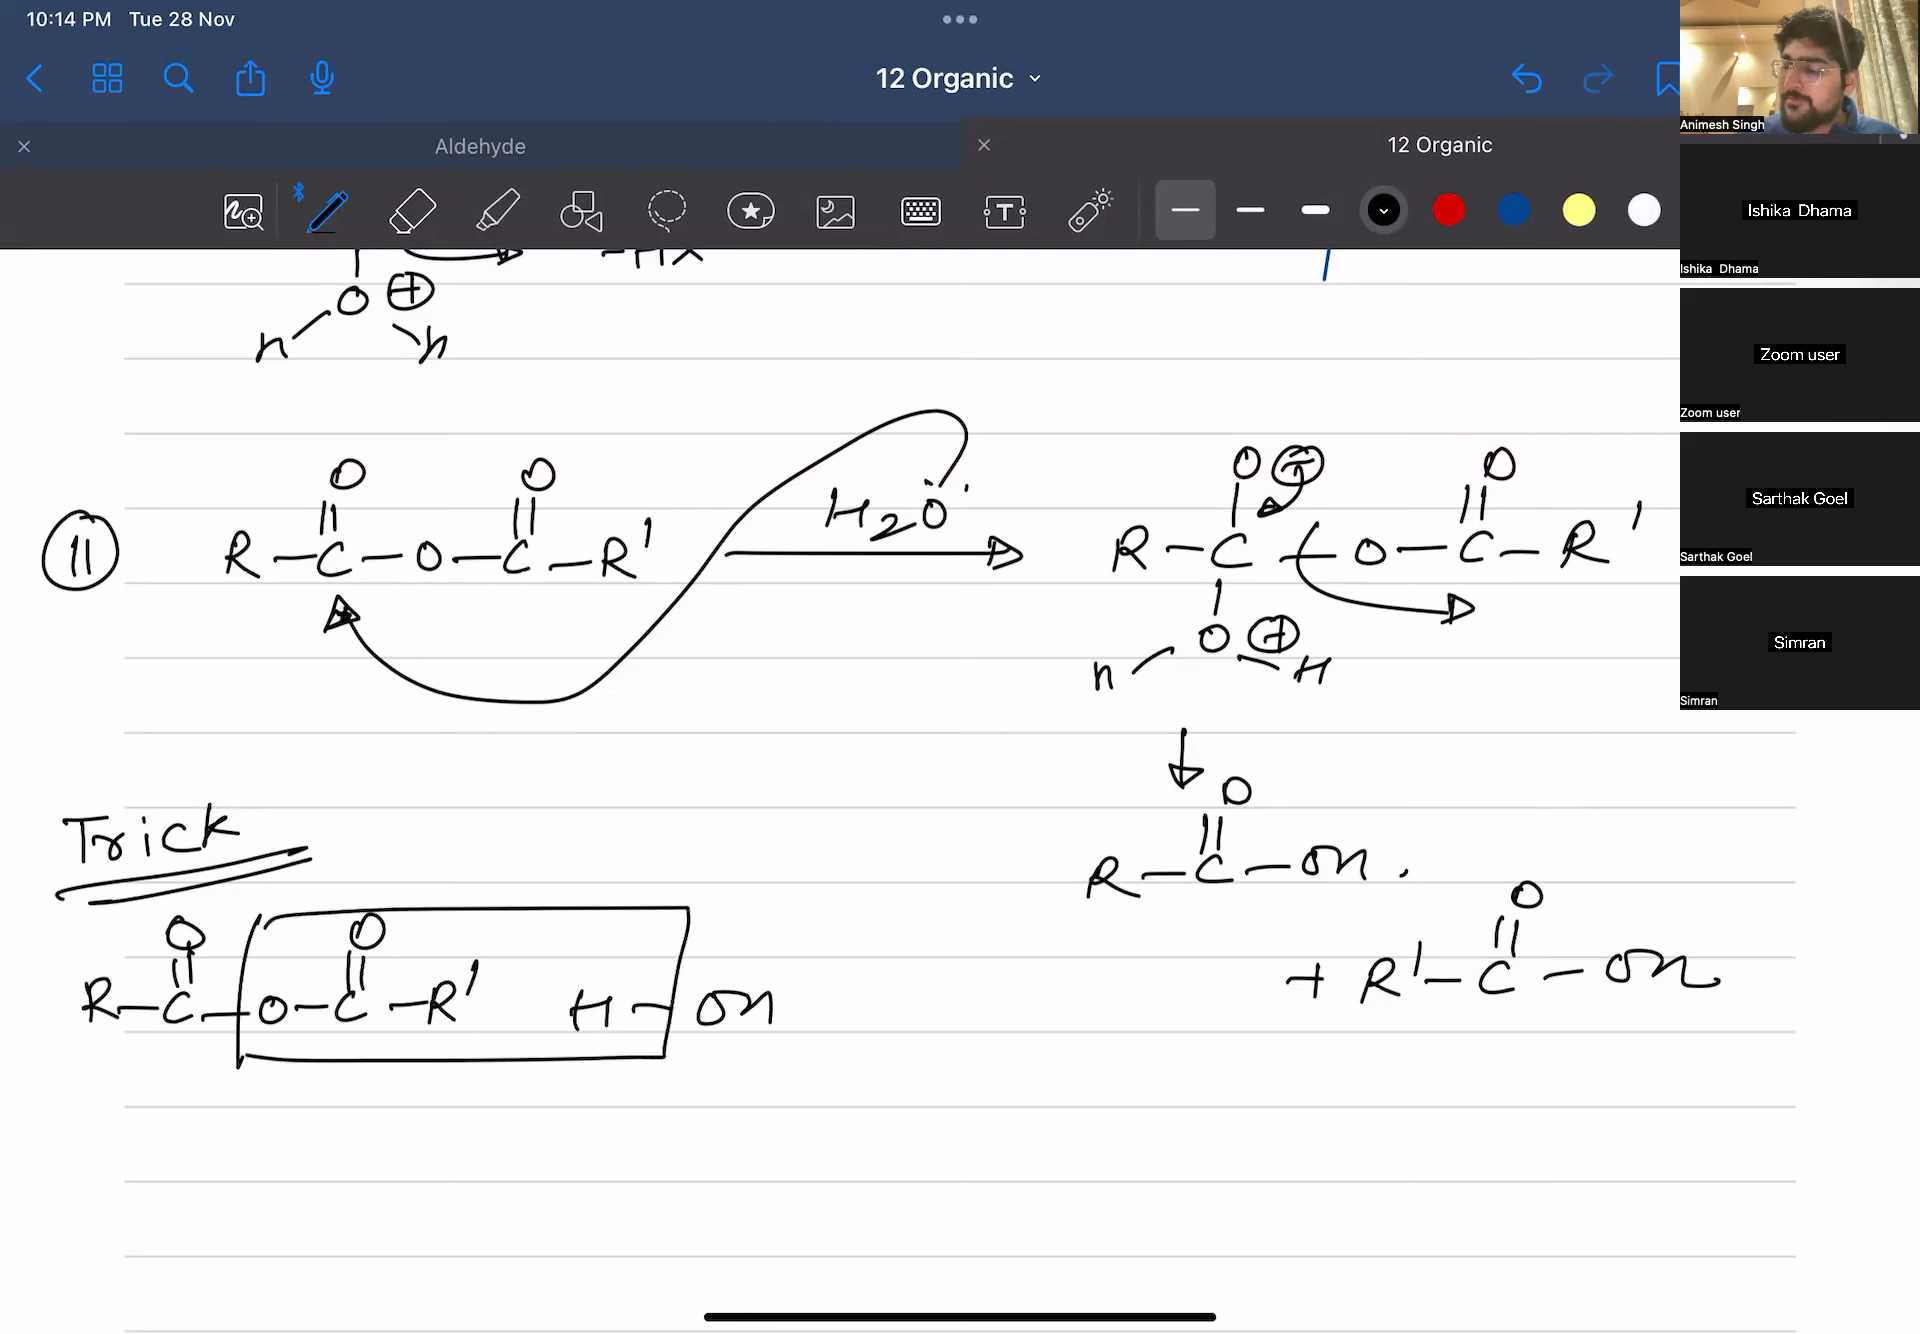 10:14 PM Tue 28 Nov
12 Organic
Aldehyde
12 Organic
Animesh Singh
Ishika Dhama
Ishika Dhama
Zoom user
Zoom user
Sarthak Goel
Sarthak Goel
Simran
Simran
-HX
O ⊕
H H
O O
11 R-C-O-C-R'
H2O
O ⊖ O
R-C-O-C-R'
O ⊕
H H
Trick
O
R-C-OH.
O
+ R'-C-OH
O O
R-C-O-C-R' H-OH